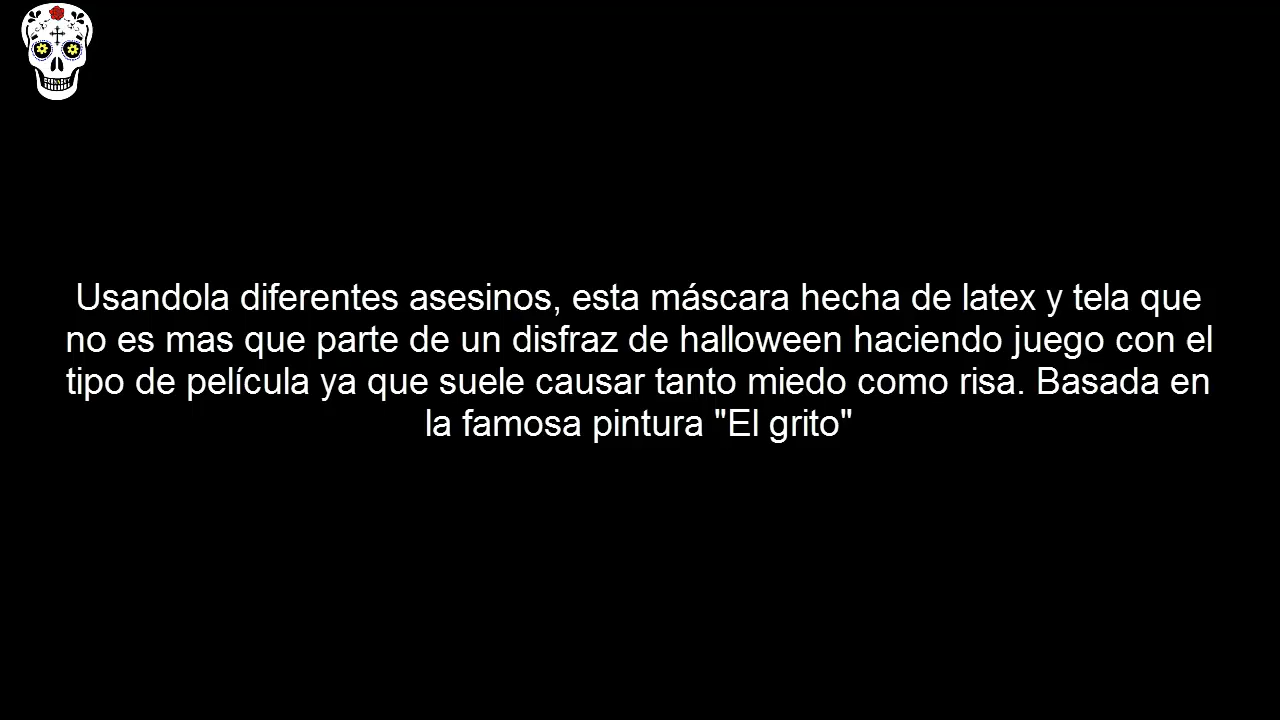 Usandola diferentes asesinos, esta máscara hecha de latex y tela que
no es mas que parte de un disfraz de halloween haciendo juego con el
tipo de película ya que suele causar tanto miedo como risa. Basada en
la famosa pintura "El grito"